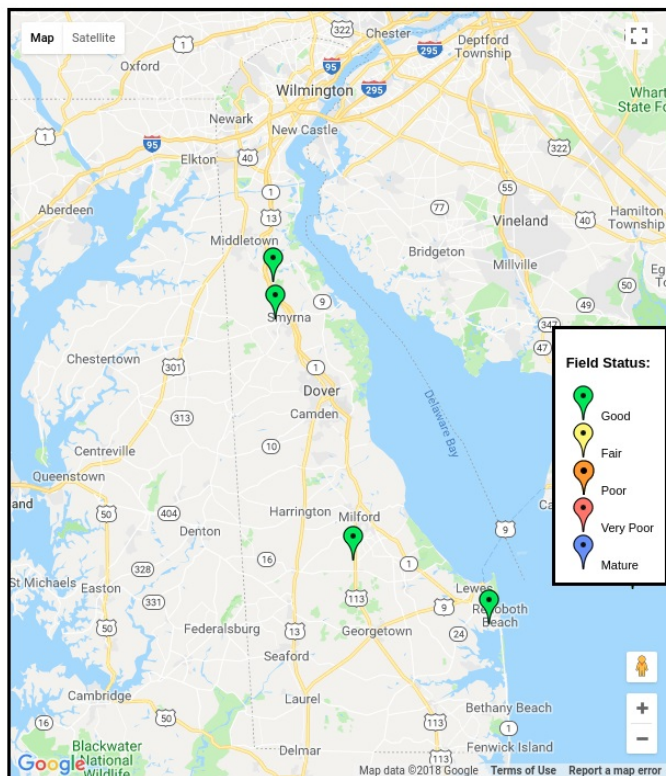 Map
Satellite
322
Chester
Deptford
Township
1
Oxford
95
295
Wilmington
295
Newark
New Castle
Whart
State Fo
1
95
40
Elkton
322
1
55
Aberdeen
13
77
Vineland
40
Hamilton
Township
Middletown
Bridgeton
Millville
50
9
49
Smyrna
347
47
Chestertown
301
1
Dover
Camden
313
Delaware Bay
10
Centreville
Queenstown
and
50
404
Harrington
Milford
9
Denton
16
1
328
St Michaels
Easton
331
113
Lewes
9
Rehoboth
Beach
50
Federalsburg
13
Georgetown
24
Seaford
Cambridge
Laurel
16
50
113
Bethany Beach
1
Blackwater
National
Wildlife
Delmar
113
Fenwick Island
Google
Map data ©2018 Google
Terms of Use
Report a map error
Field Status:
Good
Fair
Poor
Very Poor
Mature